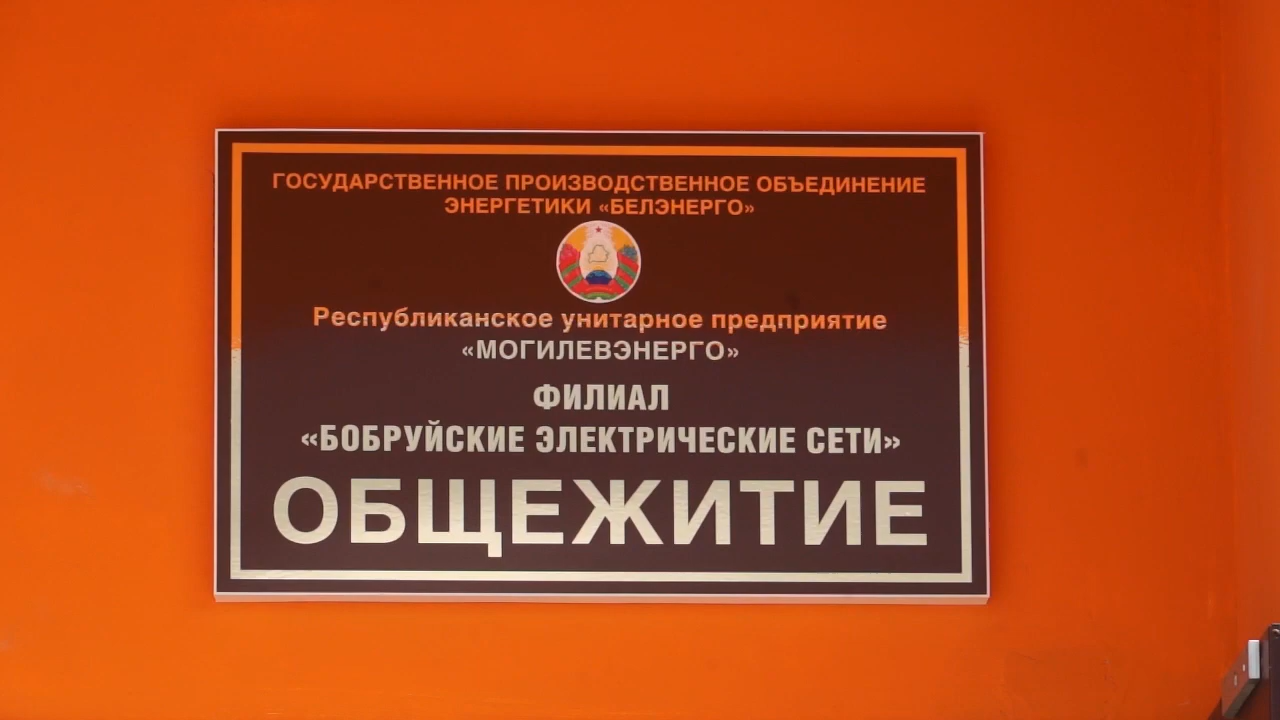 ГОСУДАРСТВЕННОЕ ПРОИЗВОДСТВЕННОЕ ОБЪЕДИНЕНИЕ
ЭНЕРГЕТИКИ «БЕЛЭНЕРГО»
Республиканское унитарное предприятие
«МОГИЛЕВЭНЕРГО»
ФИЛИАЛ
«БОБРУЙСКИЕ ЭЛЕКТРИЧЕСКИЕ СЕТИ»
ОБЩЕЖИТИЕ